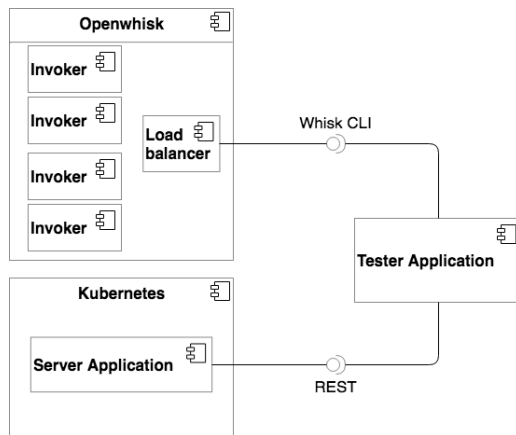 Openwhisk
Invoker
Invoker
Invoker
Invoker
Load
balancer
Whisk CLI
Tester Application
Kubernetes
Server Application
REST